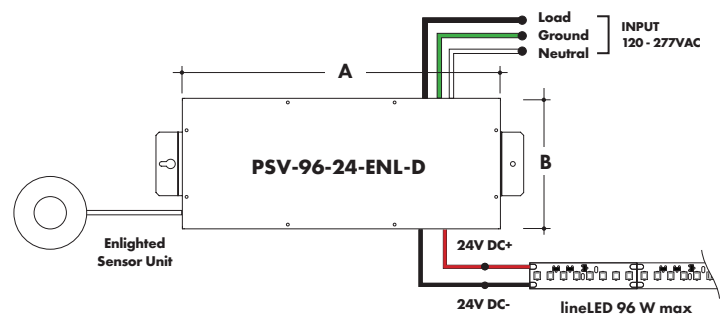 Load
Ground
Neutral
INPUT
120 - 277VAC
A
PSV-96-24-ENL-D
B
Enlighted
Sensor Unit
24V DC+
24V DC-
lineLED 96 W max